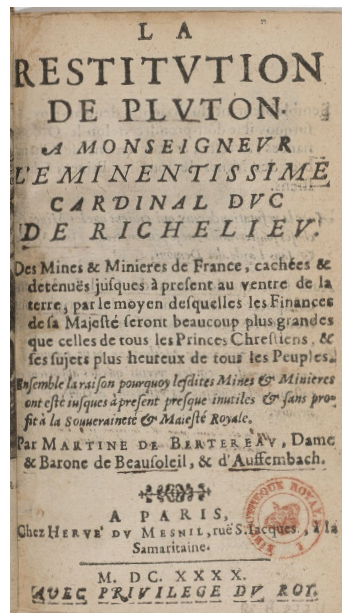 LA
RESTITVTION
DE PLVTON.
A MONSEIGNEVR
L'EMINENTISSIME
CARDINAL DVC
DE RICHELIEV.
Des Mines & Minieres de France, cachées &
detenuës jusques à present au ventre de la
terre, par le moyen desquelles les Finances
de sa Majesté seront beaucoup plus grandes
que celles de tous les Princes Chrestiens, &
ses sujets plus heureux de tous les Peuples.
Ensemble la raison pourquoy lesdites Mines & Minieres
ont esté iusques à present presque inutiles & sans pro-
fit à la Souueraineté & Maiesté Royale.
Par MARTINE DE BERTEREAV, Dame
& Barone de Beausoleil, & d'Auffembach.
A PARIS,
Chez HERVE' DV MESNIL, ruë S. Iacques, à la
Samaritaine.
M. DC. XXXX.
AVEC PRIVILEGE DV ROY.